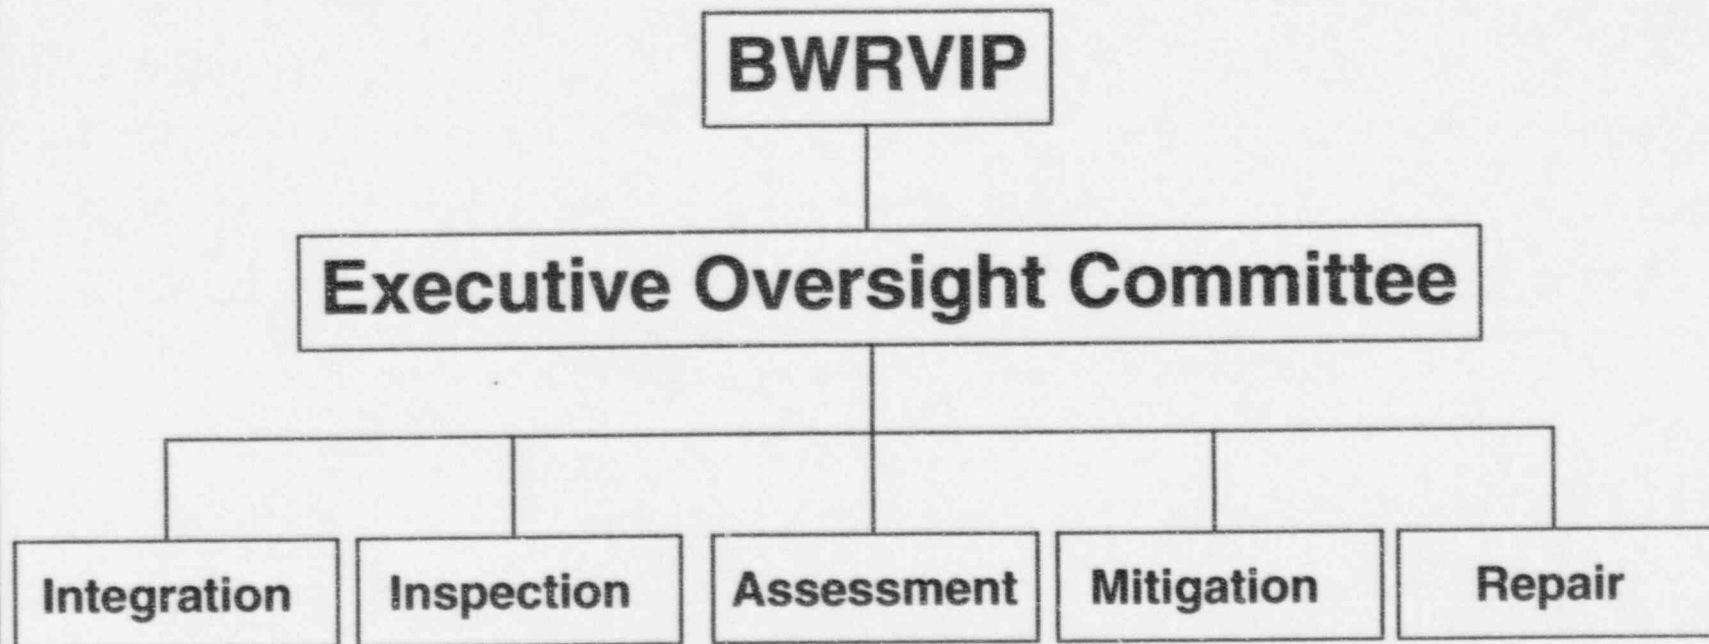 BWRVIP
Executive Oversight Committee
Integration
Inspection
Assessment
Mitigation
Repair